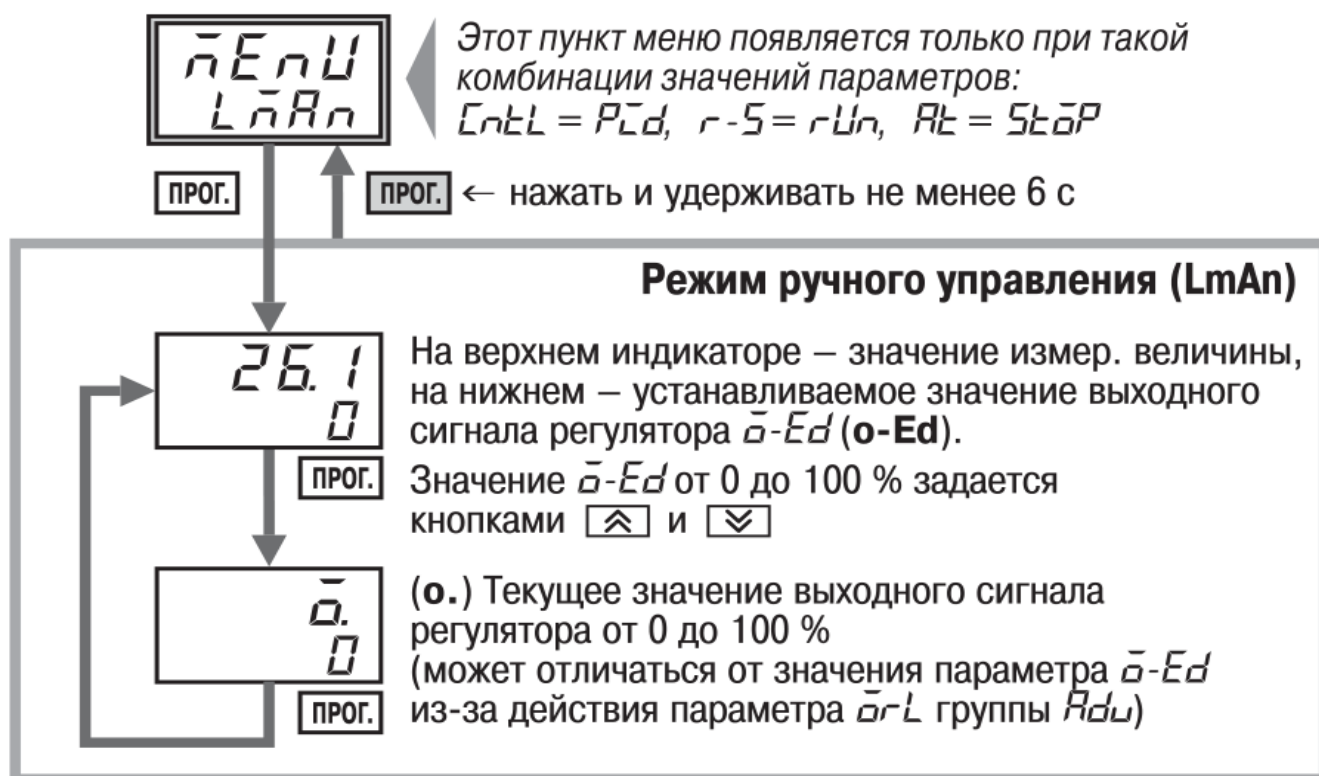 mEnU
LmAn
Этот пункт меню появляется только при такой
комбинации значений параметров:
CntL = Pid, r-S = rUn, At = StoP
ПРОГ.
ПРОГ. ← нажать и удерживать не менее 6 с
Режим ручного управления (LmAn)
26.1
0
На верхнем индикаторе – значение измер. величины,
на нижнем – устанавливаемое значение выходного
сигнала регулятора o-Ed (o-Ed).
ПРОГ.
Значение o-Ed от 0 до 100 % задается
кнопками и
o.
0
(o.) Текущее значение выходного сигнала
регулятора от 0 до 100 %
(может отличаться от значения параметра o-Ed
ПРОГ.
из-за действия параметра orL группы Adv)